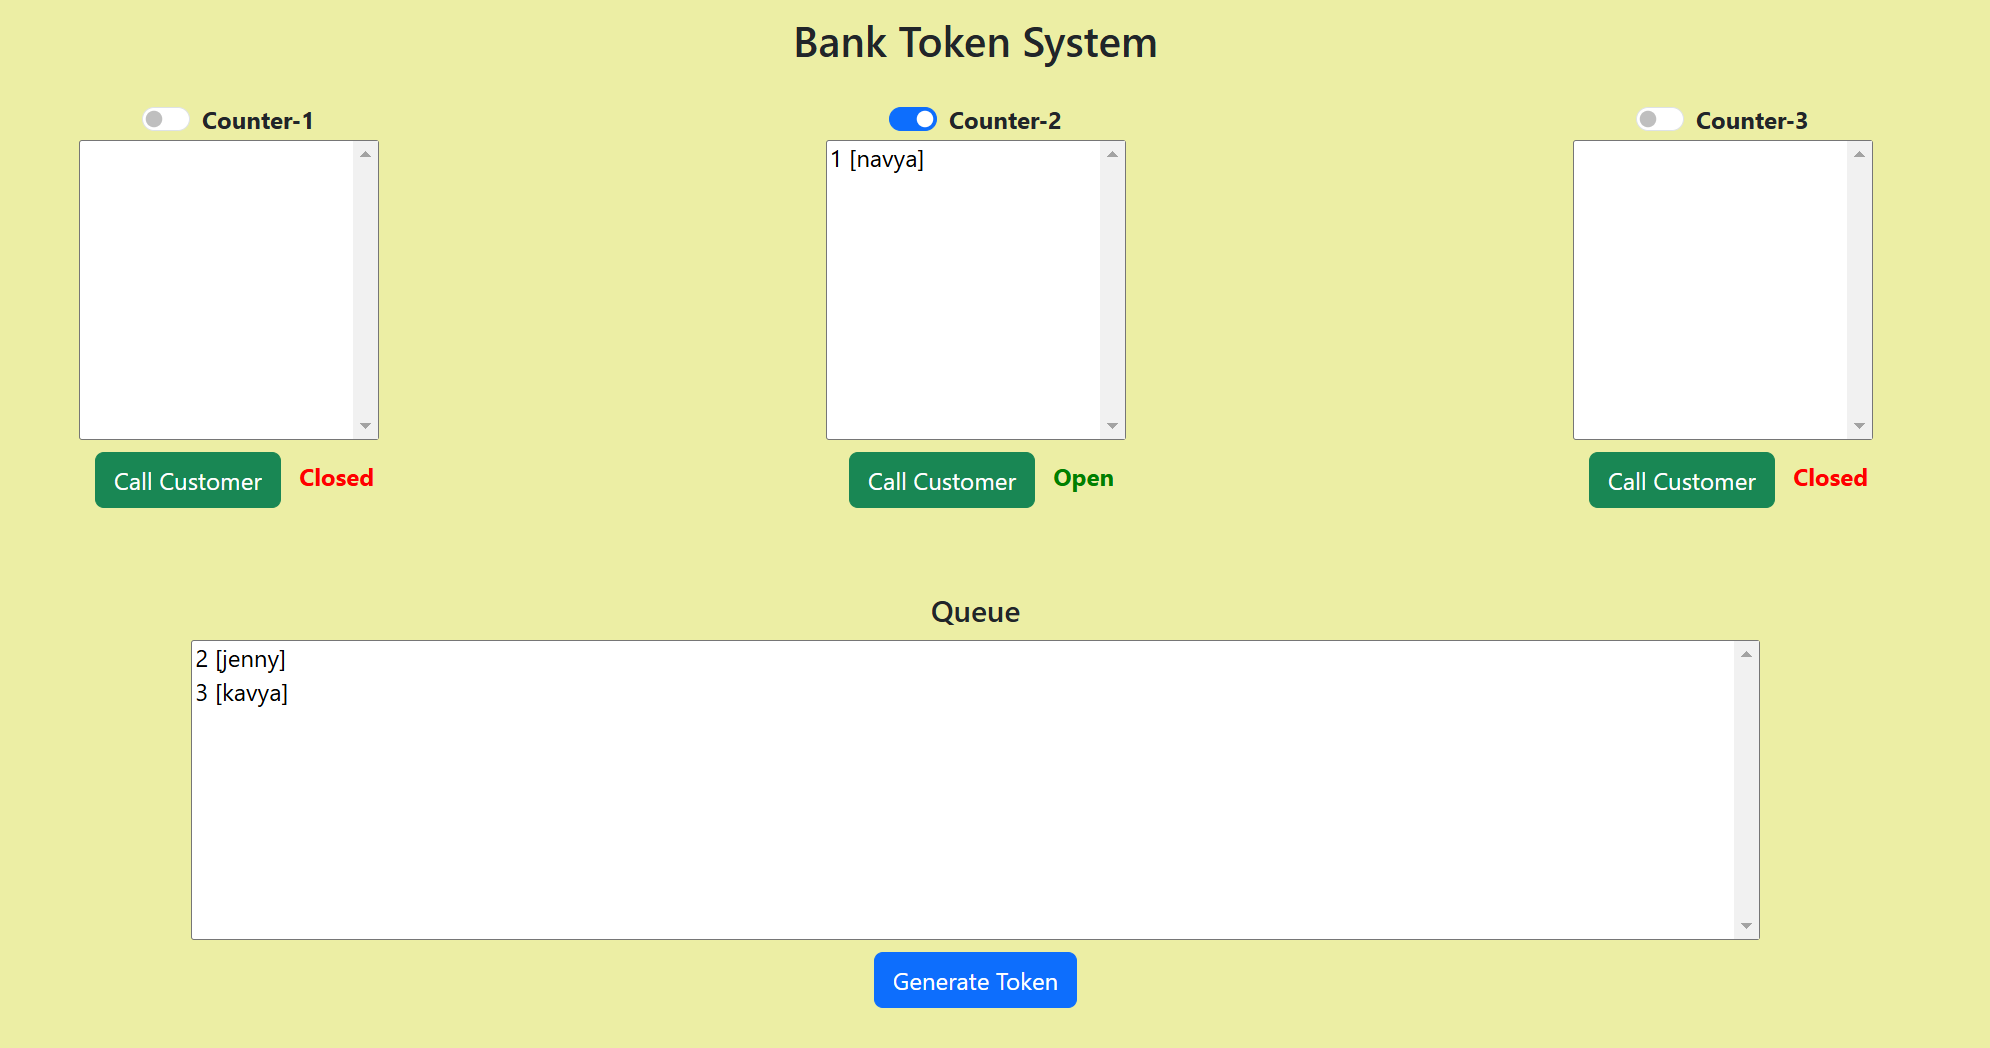 Bank Token System
Counter-1
Counter-2
Counter-3
1 [navya]
Call Customer
Closed
Call Customer
Open
Call Customer
Closed
Queue
2 [jenny]
3 [kavya]
Generate Token